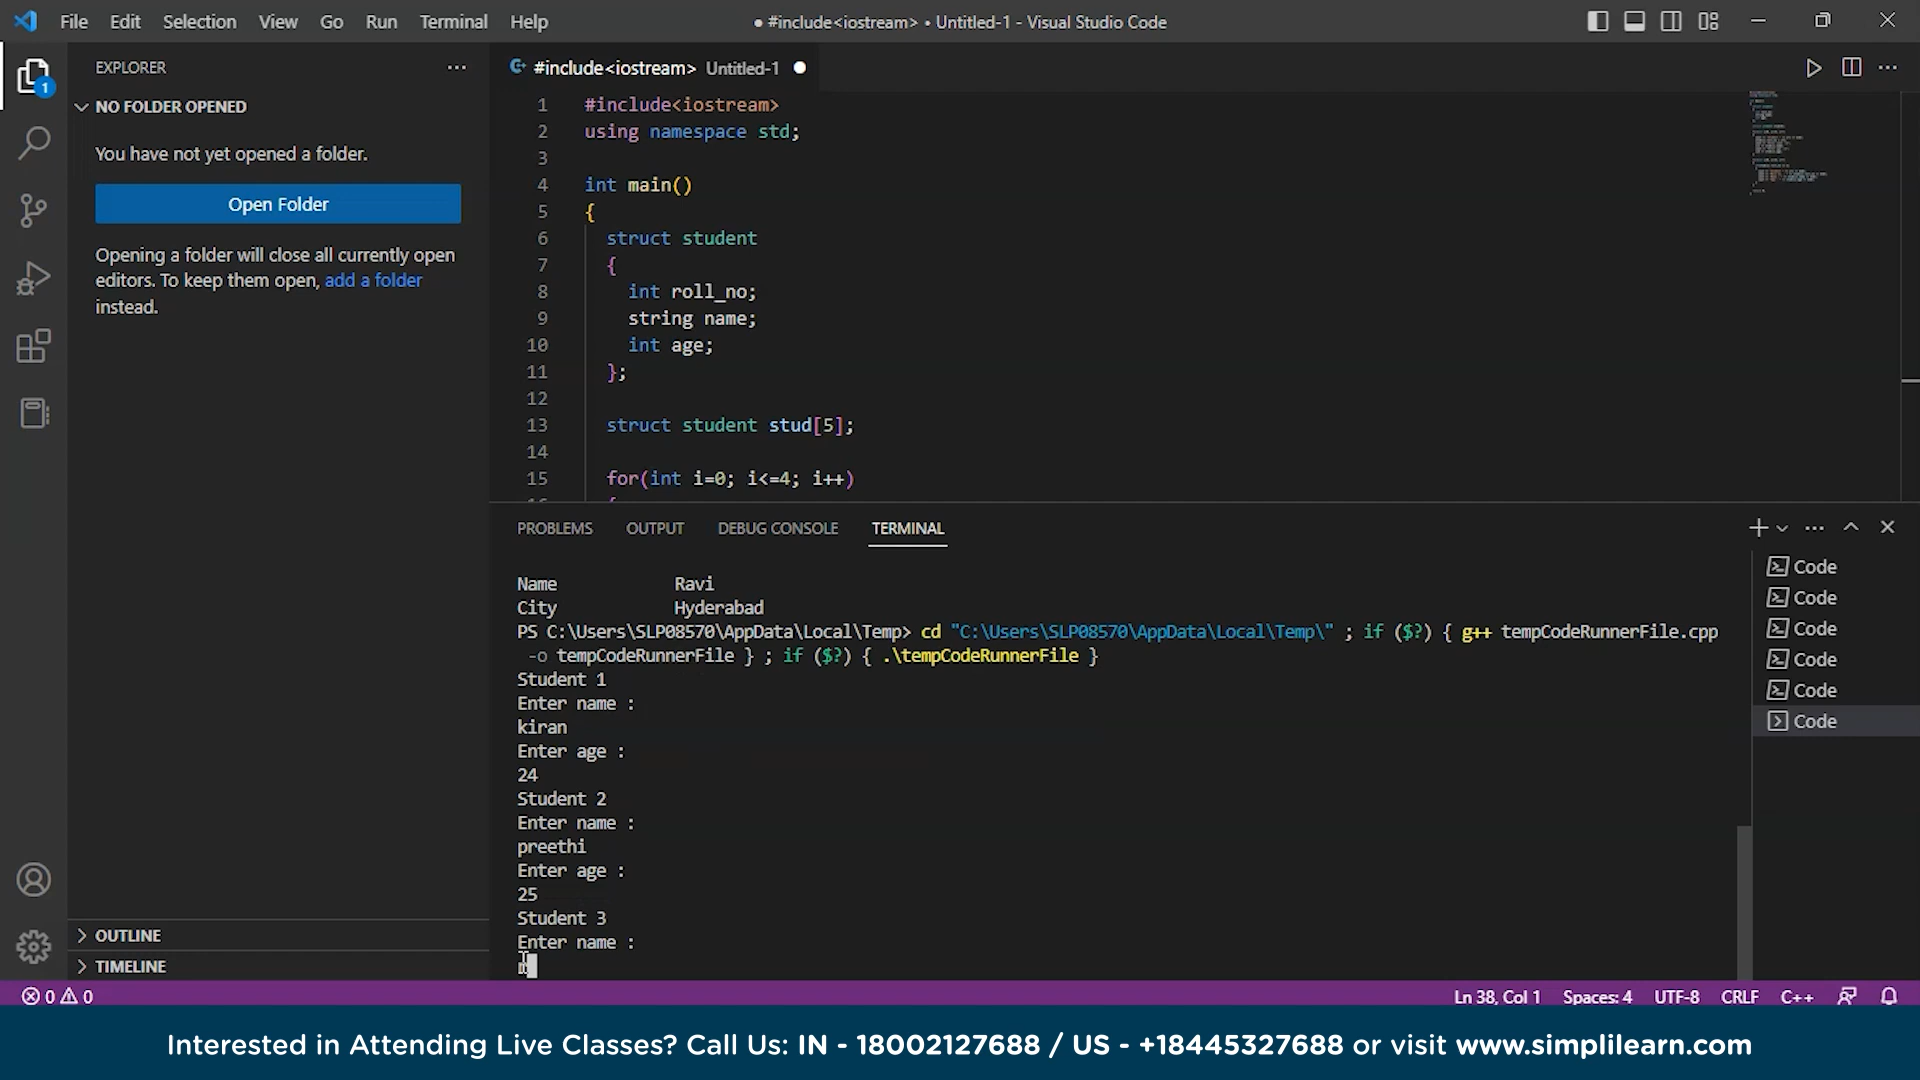 File Edit Selection View Go Run Terminal Help
● #include<iostream> • Untitled-1 - Visual Studio Code
EXPLORER
1
NO FOLDER OPENED
You have not yet opened a folder.
Open Folder
Opening a folder will close all currently open
editors. To keep them open, add a folder
instead.
OUTLINE
TIMELINE
#include<iostream> Untitled-1
1 #include<iostream>
2 using namespace std;
3
4 int main()
5 {
6 struct student
7 {
8 int roll_no;
9 string name;
10 int age;
11 };
12
13 struct student stud[5];
14
15 for(int i=0; i<=4; i++)
PROBLEMS OUTPUT DEBUG CONSOLE TERMINAL
Name Ravi
City Hyderabad
PS C:\Users\SLP08570\AppData\Local\Temp> cd "C:\Users\SLP08570\AppData\Local\Temp\" ; if ($?) { g++ tempCodeRunnerFile.cpp
-o tempCodeRunnerFile } ; if ($?) { .\tempCodeRunnerFile }
Student 1
Enter name :
kiran
Enter age :
24
Student 2
Enter name :
preethi
Enter age :
25
Student 3
Enter name :
Code
Code
Code
Code
Code
Code
0 0
Ln 38, Col 1 Spaces: 4 UTF-8 CRLF C++
Interested in Attending Live Classes? Call Us: IN - 18002127688 / US - +18445327688 or visit www.simplilearn.com